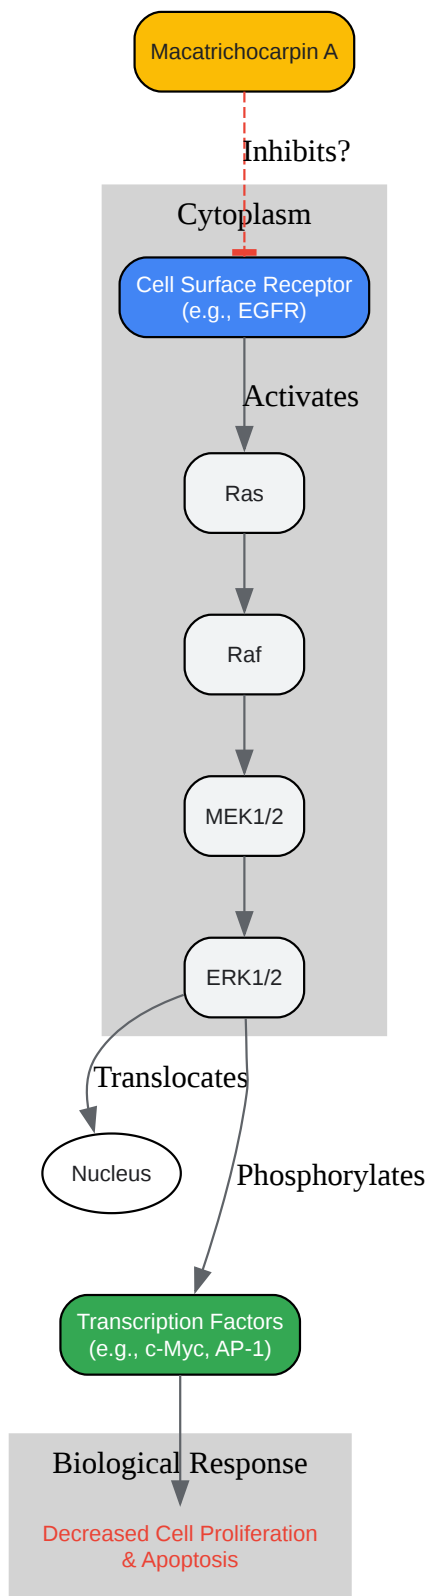 Macatrichocarpin A
Inhibits?
Cytoplasm
Cell Surface Receptor
(e.g., EGFR)
Activates
Ras
Raf
MEK1/2
ERK1/2
Translocates
Nucleus
Phosphorylates
Transcription Factors
(e.g., c-Myc, AP-1)
Biological Response
Decreased Cell Proliferation
& Apoptosis